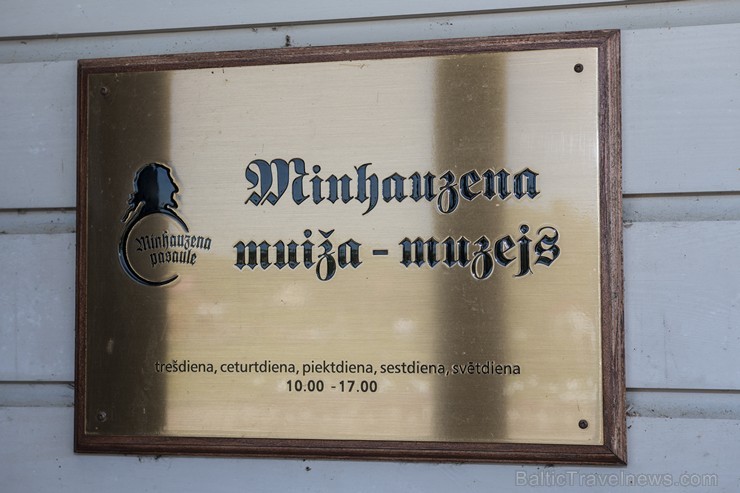 Minhauzena
muiža - muzejs
Minhauzena
pasaule
trešdiena, ceturtdiena, piektdiena, sestdiena, svētdiena
10.00 - 17.00
BalticTravelnews.com